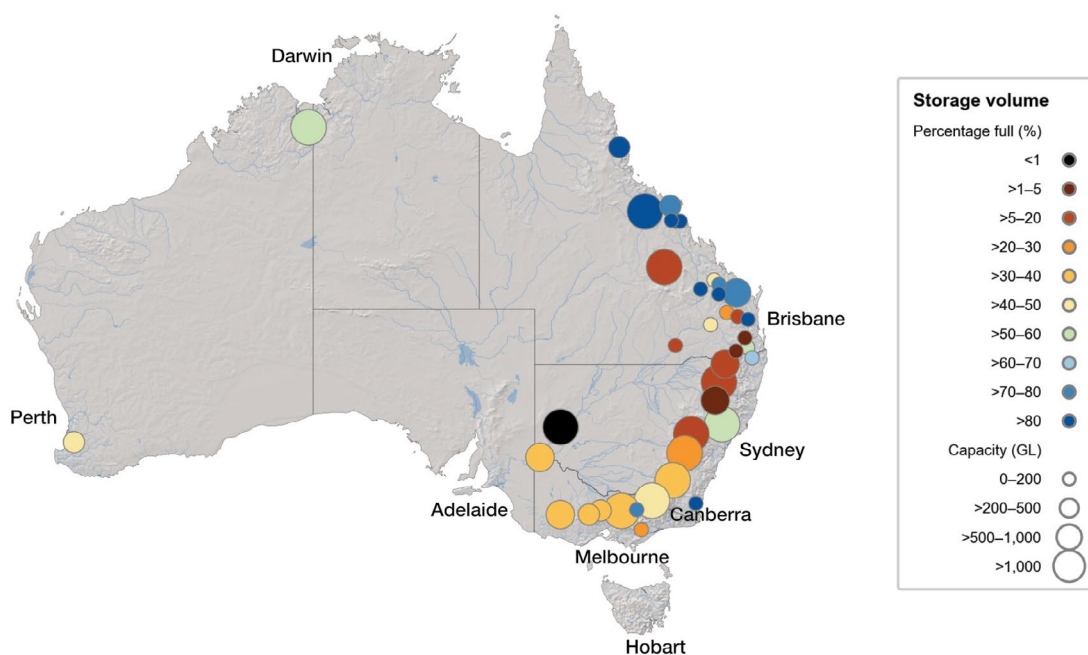 Darwin
Brisbane
Perth
Sydney
Adelaide
Canberra
Melbourne
Hobart
Storage volume
Percentage full (%)
<1
>1–5
>5–20
>20–30
>30–40
>40–50
>50–60
>60–70
>70–80
>80
Capacity (GL)
0–200
>200–500
>500–1,000
>1,000